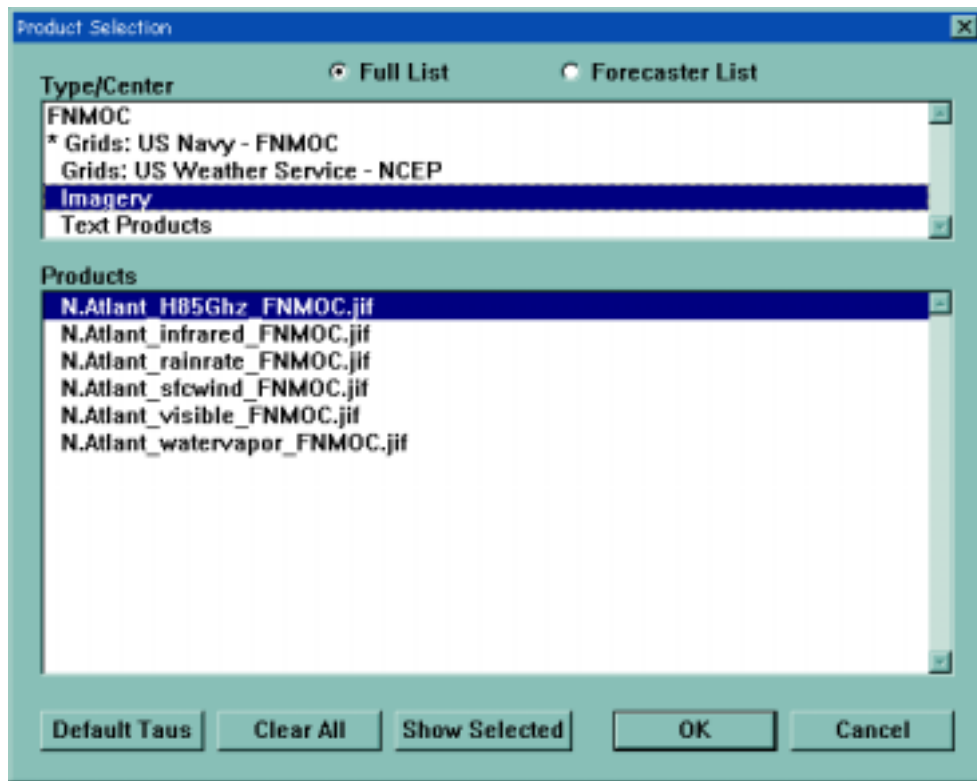 Product Selection
Full List
Forecaster List
Type/Center
FNMOC
* Grids: US Navy - FNMOC
Grids: US Weather Service - NCEP
Imagery
Text Products
Products
N.Atlant_H85Ghz_FNMOC.jif
N.Atlant_infrared_FNMOC.jif
N.Atlant_rainrate_FNMOC.jif
N.Atlant_sfcwind_FNMOC.jif
N.Atlant_visible_FNMOC.jif
N.Atlant_watervapor_FNMOC.jif
Default Taus
Clear All
Show Selected
OK
Cancel